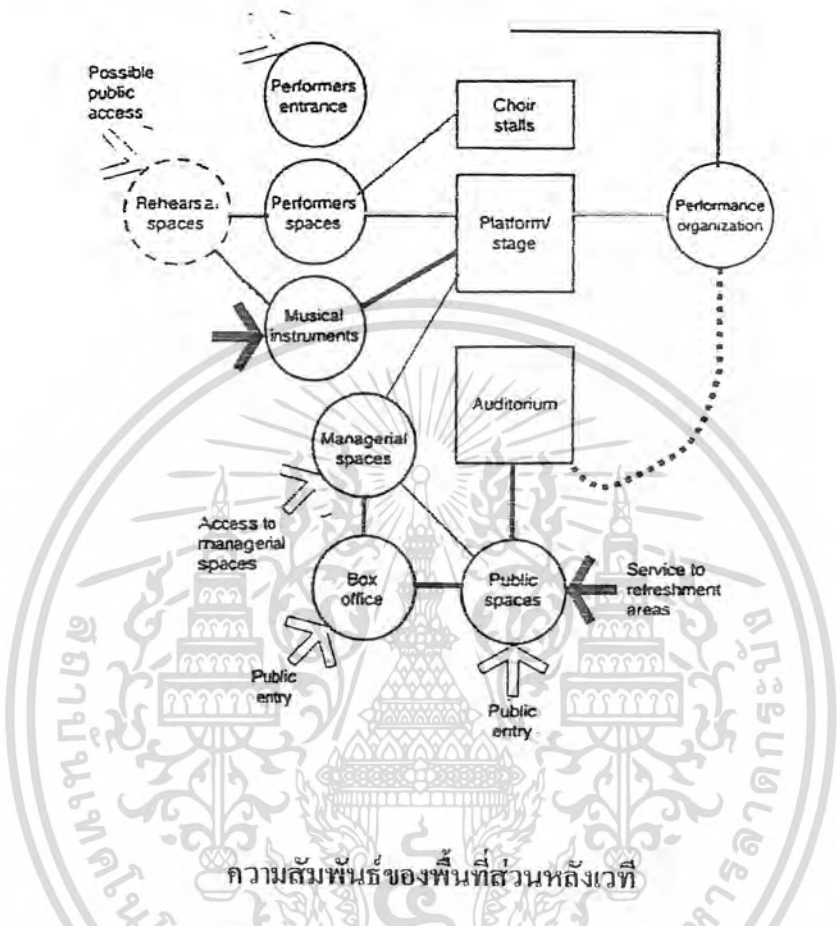 Possible
public
access
Performers
entrance
Choir
stalls
Rehearsal
spaces
Performers
spaces
Platform/
stage
Performance
organization
Musical
instruments
Auditorium
Managerial
spaces
Access to
managerial
spaces
Box
office
Public
spaces
Service to
refreshment
areas
Public
entry
Public
entry
ความสัมพันธ์ของพื้นที่ส่วนหลังเวที